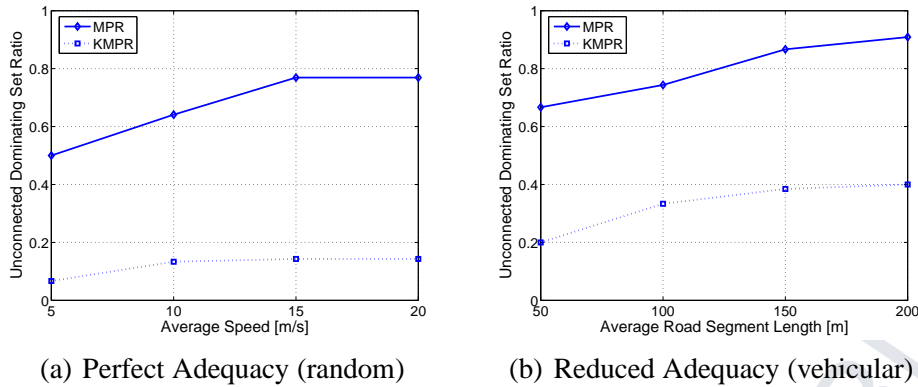 1
0.8
0.6
0.4
0.2
0
5
10
15
20
Unconnected Dominating Set Ratio
Average Speed [m/s]
MPR
KMPR
(a) Perfect Adequacy (random)
1
0.8
0.6
0.4
0.2
0
50
100
150
200
Unconnected Dominating Set Ratio
Average Road Segment Length [m]
MPR
KMPR
(b) Reduced Adequacy (vehicular)